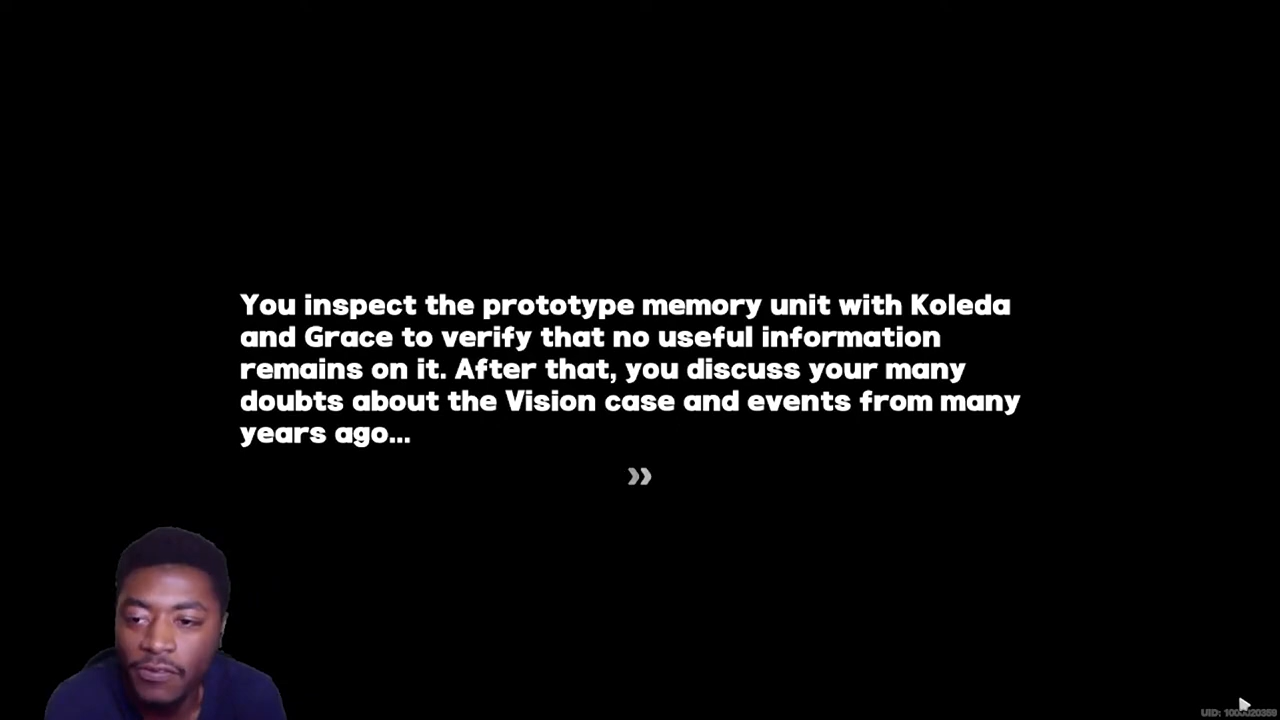 You inspect the prototype memory unit with Koleda
and Grace to verify that no useful information
remains on it. After that, you discuss your many
doubts about the Vision case and events from many
years ago...